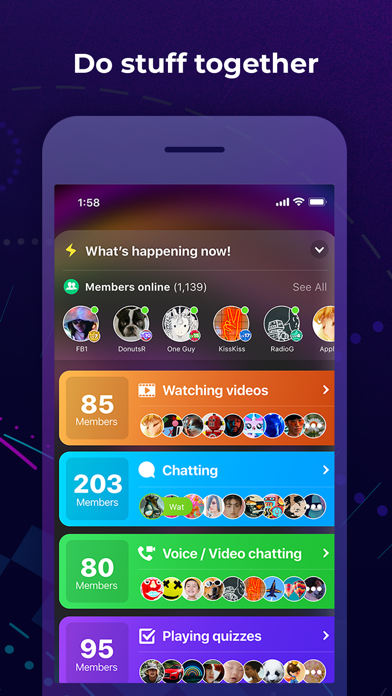 Do stuff together
1:58
What's happening now!
Members online (1,139)
See All
FB1
DonutsR
One Guy
KissKiss
RadioG
Appl
85
Members
Watching videos
203
Members
Chatting
Wat
80
Members
Voice / Video chatting
95
Members
Playing quizzes